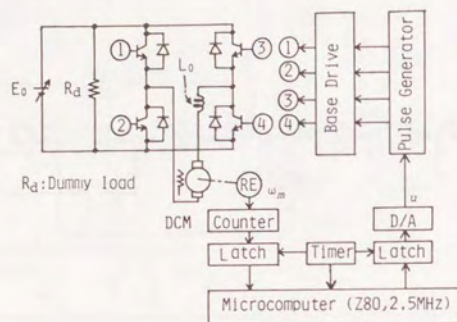 E₀
R_d
①
②
L₀
③
④
①
②
③
④
Base Drive
Pulse Generator
R_d:Dummy load
DCM
RE
ω_m
u
Counter
D/A
Latch
Timer
Latch
Microcomputer (Z80, 2.5MHz)